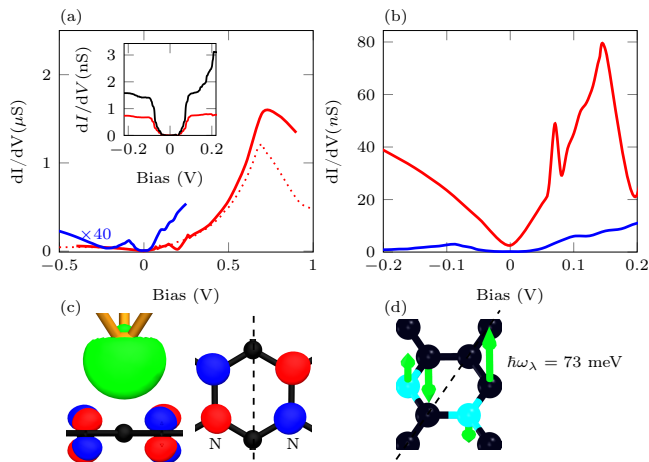 (a)
(b)
2
1
0
dI/dV(μS)
−0.5
0
0.5
1
Bias (V)
×40
3
2
1
0
dI/dV(nS)
−0.2
0
0.2
Bias (V)
80
60
40
20
0
dI/dV(nS)
−0.2
−0.1
0
0.1
0.2
Bias (V)
(c)
(d)
N
N
ℏω_λ = 73 meV